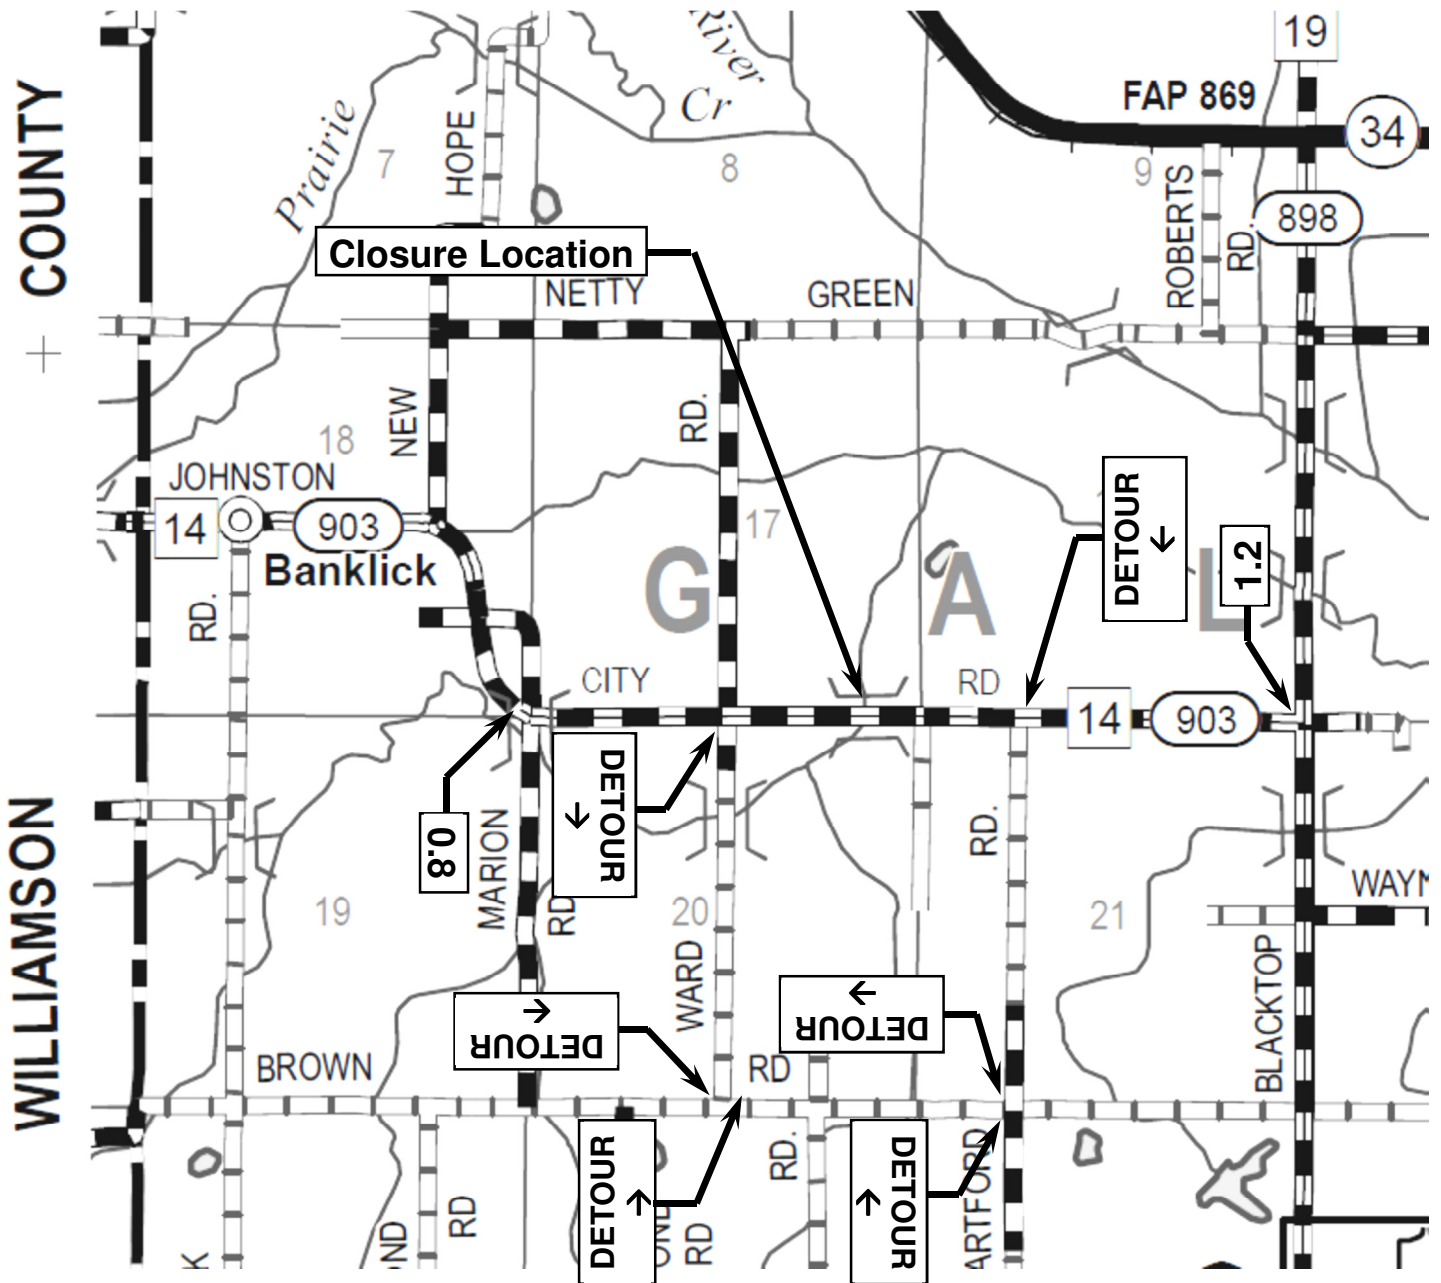 19
River
Cr
FAP 869
34
COUNTY
Prairie
HOPE
7
8
9
ROBERTS
RD.
898
Closure Location
NETTY
GREEN
NEW
RD.
18
JOHNSTON
14
903
Banklick
17
G
A
L
DETOUR
←
1.2
RD.
CITY
RD
14
903
DETOUR
←
0.8
MARION
RD
RD.
WILLIAMSON
19
20
21
WARD
BLACKTOP
DETOUR
←
DETOUR
→
BROWN
RD
DETOUR
→
DETOUR
→
RD
RD
RD.